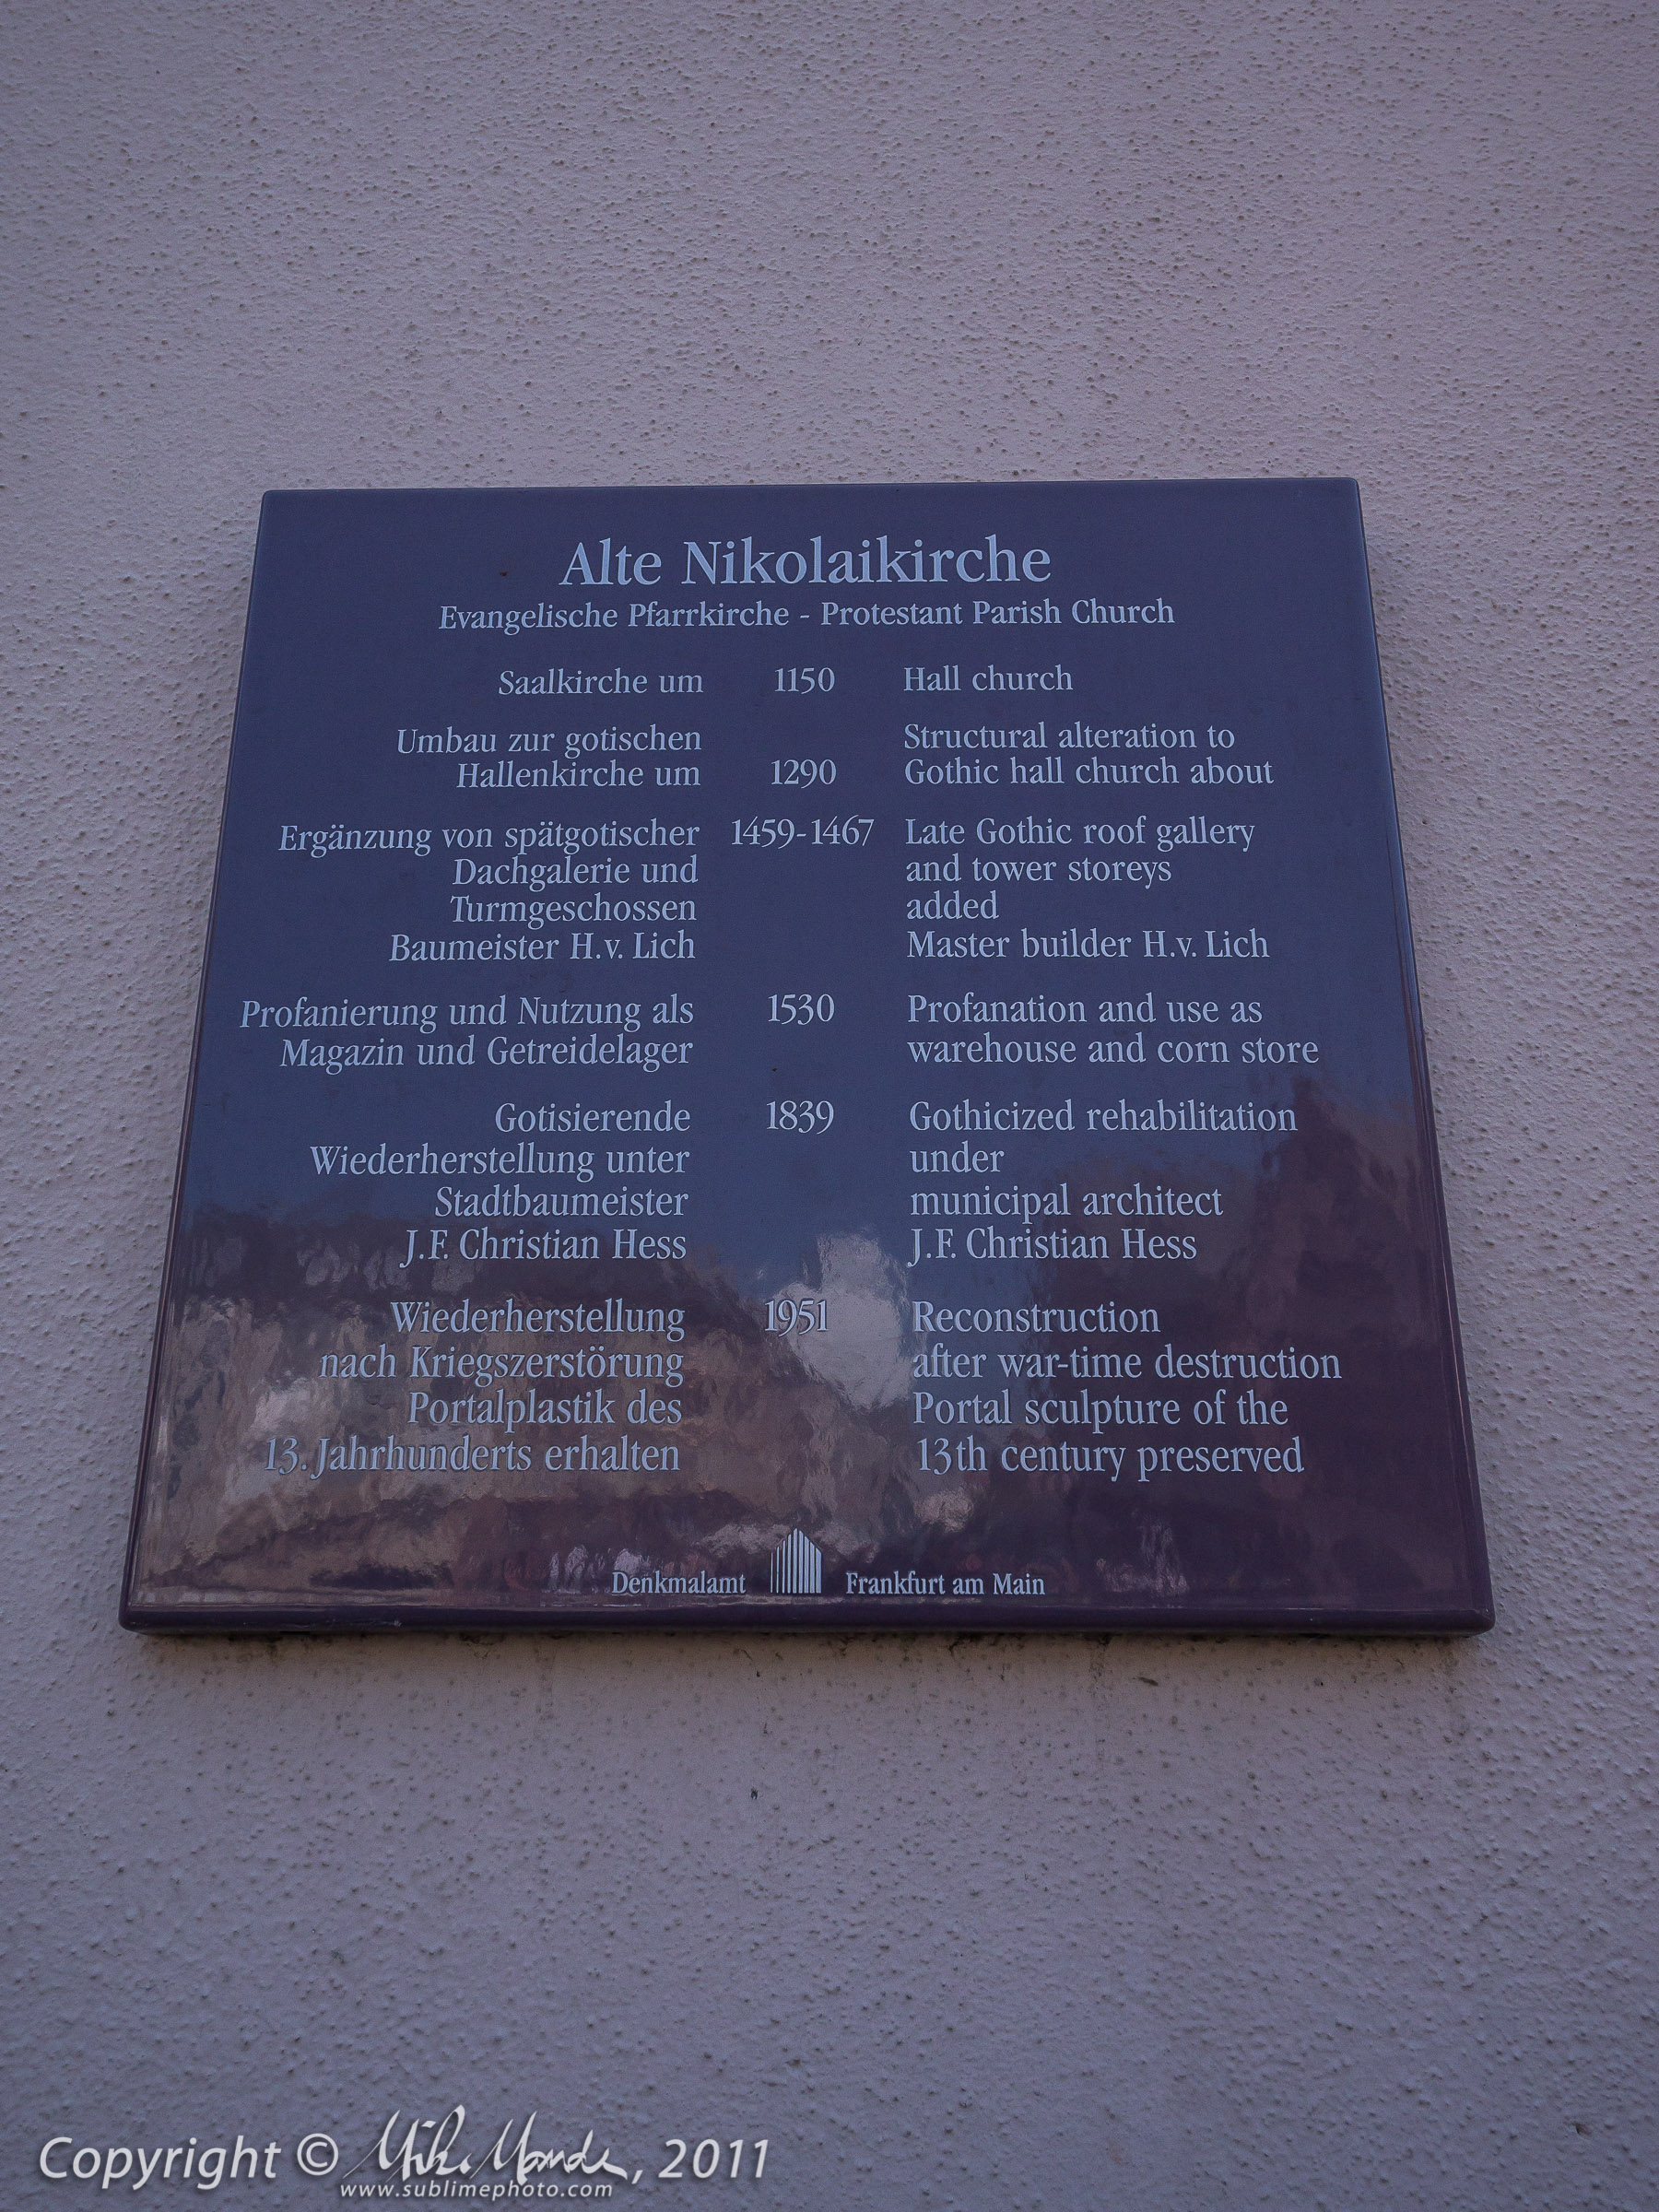 Alte Nikolaikirche
Evangelische Pfarrkirche - Protestant Parish Church
Saalkirche um 1150 Hall church
Umbau zur gotischen Structural alteration to
Hallenkirche um 1290 Gothic hall church about
Ergänzung von spätgotischer 1459-1467 Late Gothic roof gallery
Dachgalerie und and tower storeys
Turmgeschossen added
Baumeister H.v. Lich Master builder H.v. Lich
Profanierung und Nutzung als 1530 Profanation and use as
Magazin und Getreidelager warehouse and corn store
Gotisierende 1839 Gothicized rehabilitation
Wiederherstellung unter under
Stadtbaumeister municipal architect
J.F. Christian Hess J.F. Christian Hess
Wiederherstellung 1951 Reconstruction
nach Kriegszerstörung after war-time destruction
Portalplastik des Portal sculpture of the
13. Jahrhunderts erhalten 13th century preserved
Denkmalamt Frankfurt am Main
Copyright © , 2011
www.sublimephoto.com